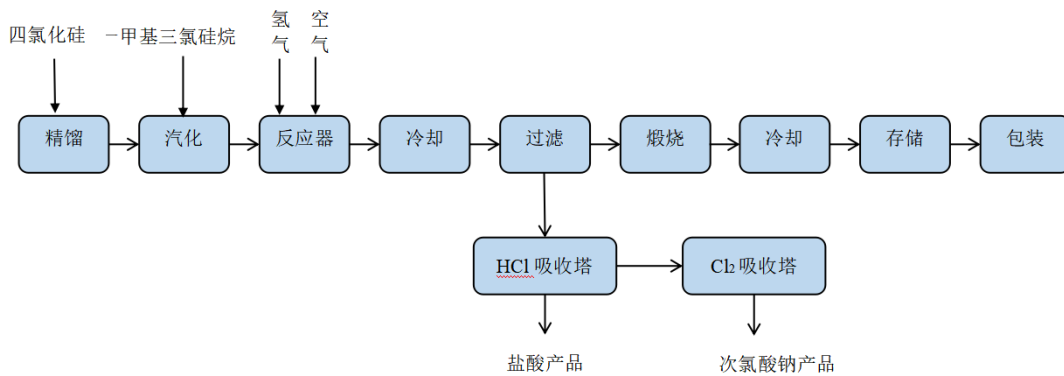 四氯化硅
一甲基三氯硅烷
氢气
空气
精馏
汽化
反应器
冷却
过滤
煅烧
冷却
存储
包装
HCl 吸收塔
Cl₂ 吸收塔
盐酸产品
次氯酸钠产品